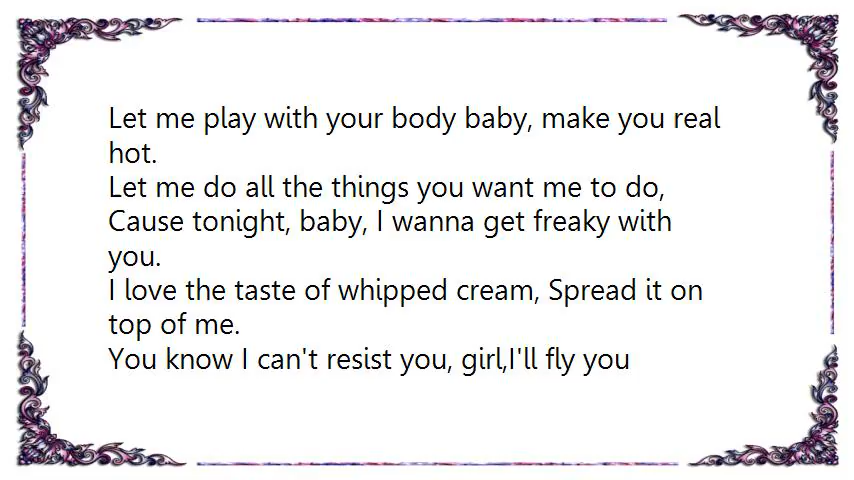 Let me play with your body baby, make you real
hot.
Let me do all the things you want me to do,
Cause tonight, baby, I wanna get freaky with
you.
I love the taste of whipped cream, Spread it on
top of me.
You know I can't resist you, girl,I'll fly you